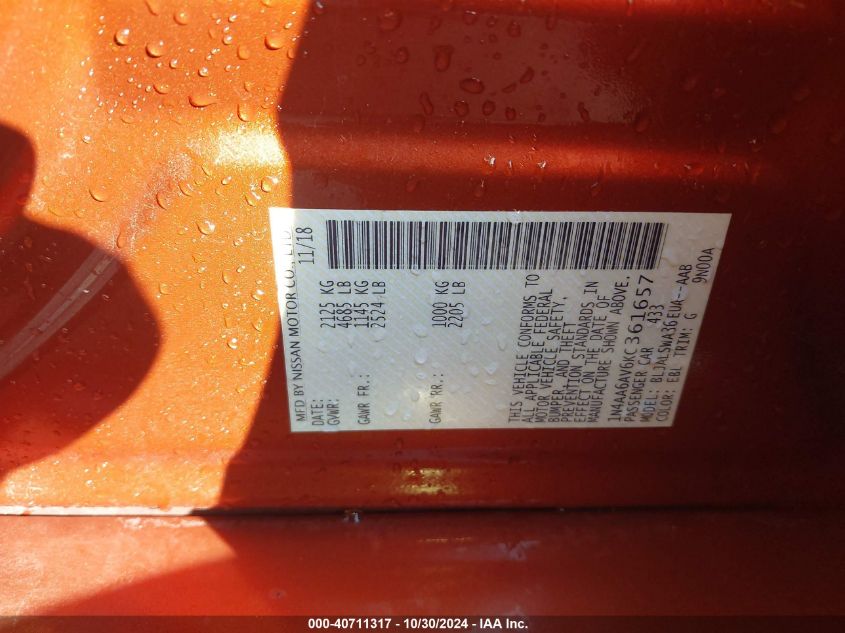 MFD BY NISSAN MOTOR CO., LTD
DATE: 11/18
GVWR: 2125 KG
4685 LB
GAWR FR.: 1145 KG
2524 LB
GAWR RR.: 1000 KG
2205 LB
THIS VEHICLE CONFORMS TO
ALL APPLICABLE FEDERAL
MOTOR VEHICLE SAFETY,
BUMPER, AND THEFT
PREVENTION STANDARDS IN
EFFECT ON THE DATE OF
MANUFACTURE SHOWN ABOVE.
1N4AA6AV6KC361657
PASSENGER CAR 433
MODEL: BLJALSWA36EUA--AAB
COLOR: EBL TRIM: G 9N00A
000-40711317 - 10/30/2024 - IAA Inc.